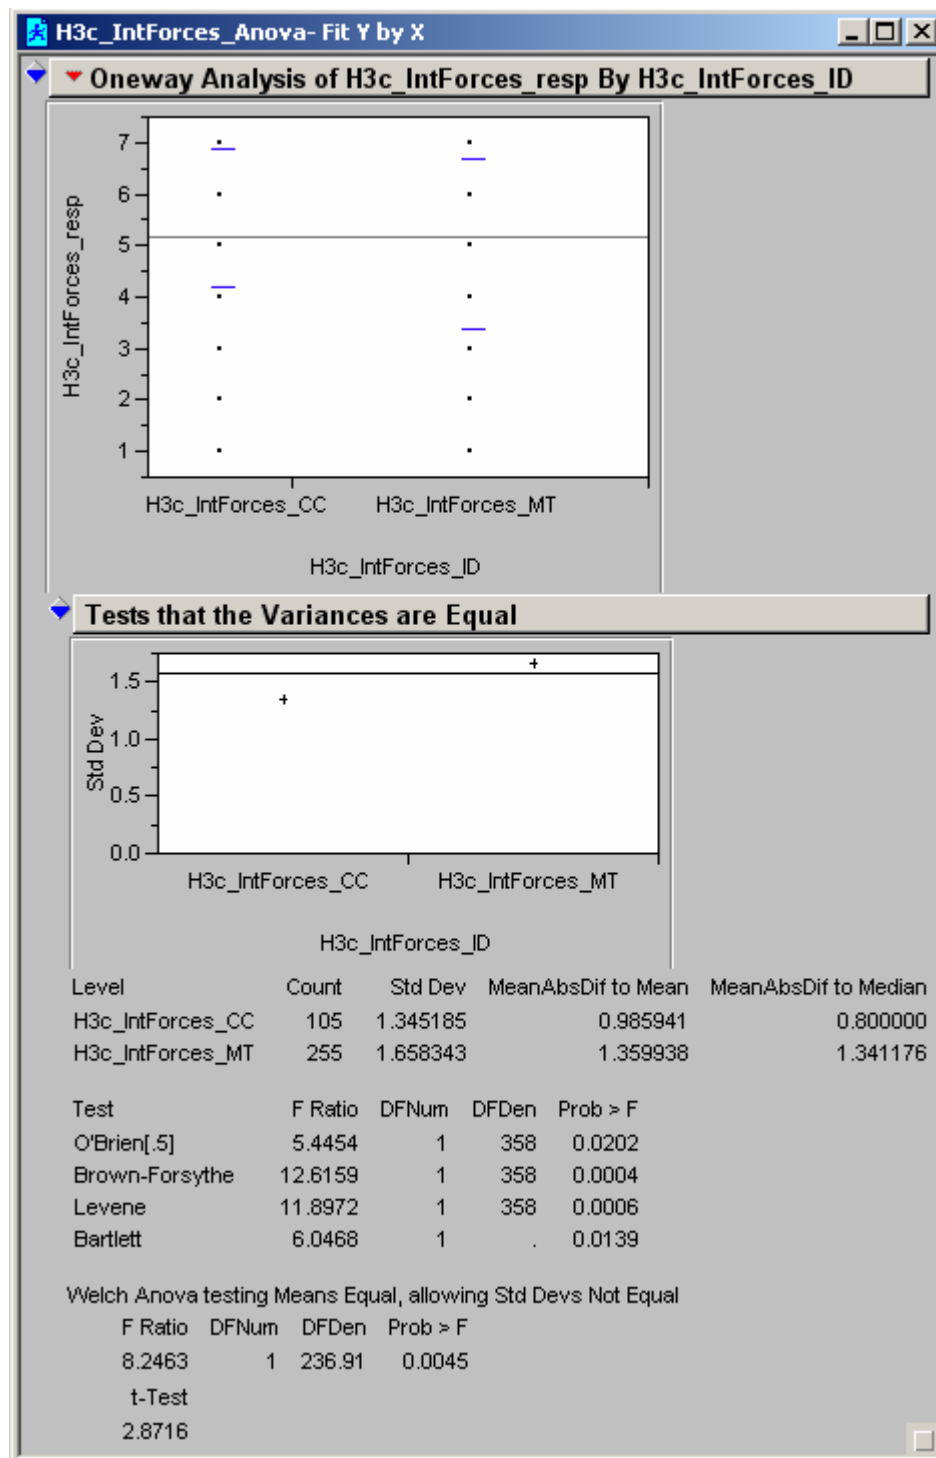 H3c_IntForces_Anova- Fit Y by X
Oneway Analysis of H3c_IntForces_resp By H3c_IntForces_ID
H3c_IntForces_resp
7
6
5
4
3
2
1
H3c_IntForces_CC H3c_IntForces_MT
H3c_IntForces_ID
Tests that the Variances are Equal
Std Dev
1.5
1.0
0.5
0.0
H3c_IntForces_CC H3c_IntForces_MT
H3c_IntForces_ID
Level Count Std Dev MeanAbsDif to Mean MeanAbsDif to Median
H3c_IntForces_CC 105 1.345185 0.985941 0.800000
H3c_IntForces_MT 255 1.658343 1.359938 1.341176
Test F Ratio DFNum DFDen Prob > F
O'Brien[.5] 5.4454 1 358 0.0202
Brown-Forsythe 12.6159 1 358 0.0004
Levene 11.8972 1 358 0.0006
Bartlett 6.0468 1 . 0.0139
Welch Anova testing Means Equal, allowing Std Devs Not Equal
F Ratio DFNum DFDen Prob > F
8.2463 1 236.91 0.0045
t-Test
2.8716